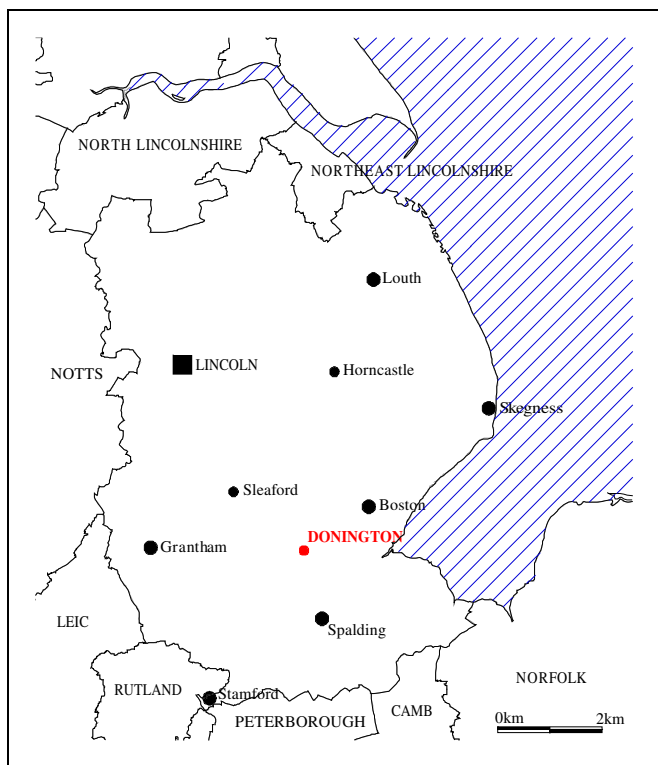 NORTH LINCOLNSHIRE
NORTHEAST LINCOLNSHIRE
Louth
NOTTS
LINCOLN
Horncastle
Skegness
Sleaford
Boston
DONINGTON
Grantham
LEIC
Spalding
RUTLAND
Stamford
NORFOLK
PETERBOROUGH
CAMB
0km 2km